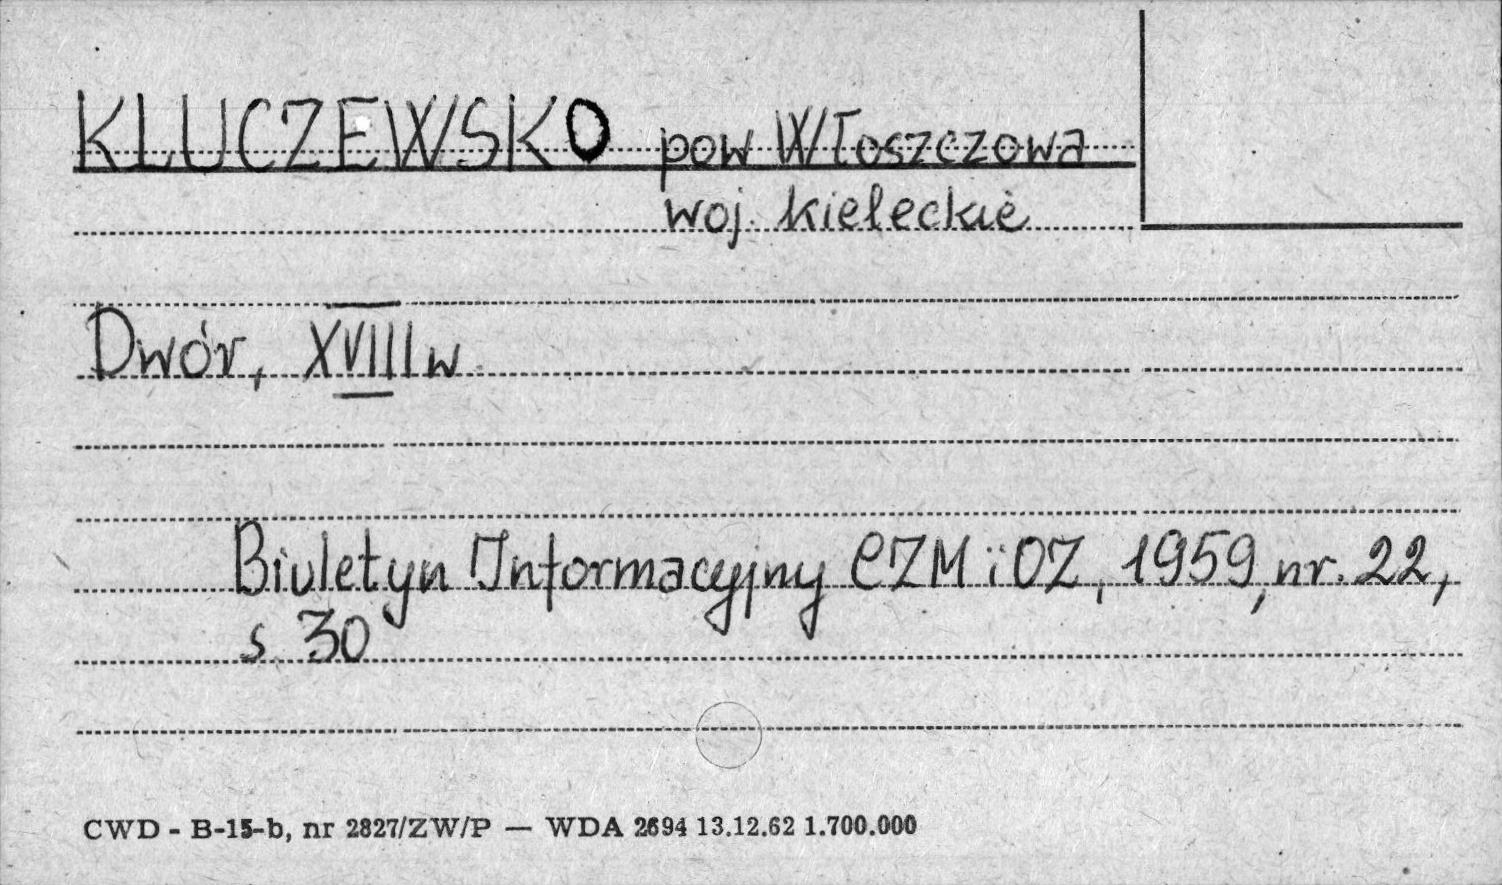 KLUCZEWSKO pow Włoszczowa
woj. kieleckie
Dwór, XVIII w
Biuletyn Informacyjny CZM i OZ, 1959, nr. 22,
s. 30
CWD - B-15-b, nr 2827/ZW/P — WDA 2694 13.12.62 1.700.000